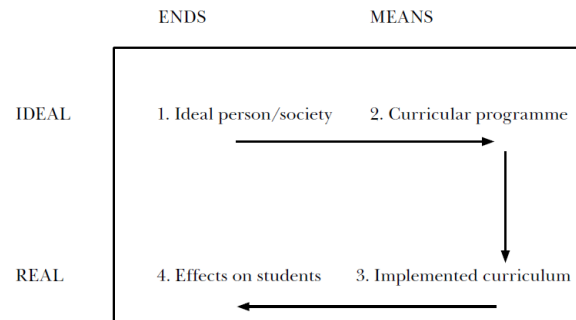 ENDS MEANS
IDEAL 1. Ideal person/society 2. Curricular programme
REAL 4. Effects on students 3. Implemented curriculum